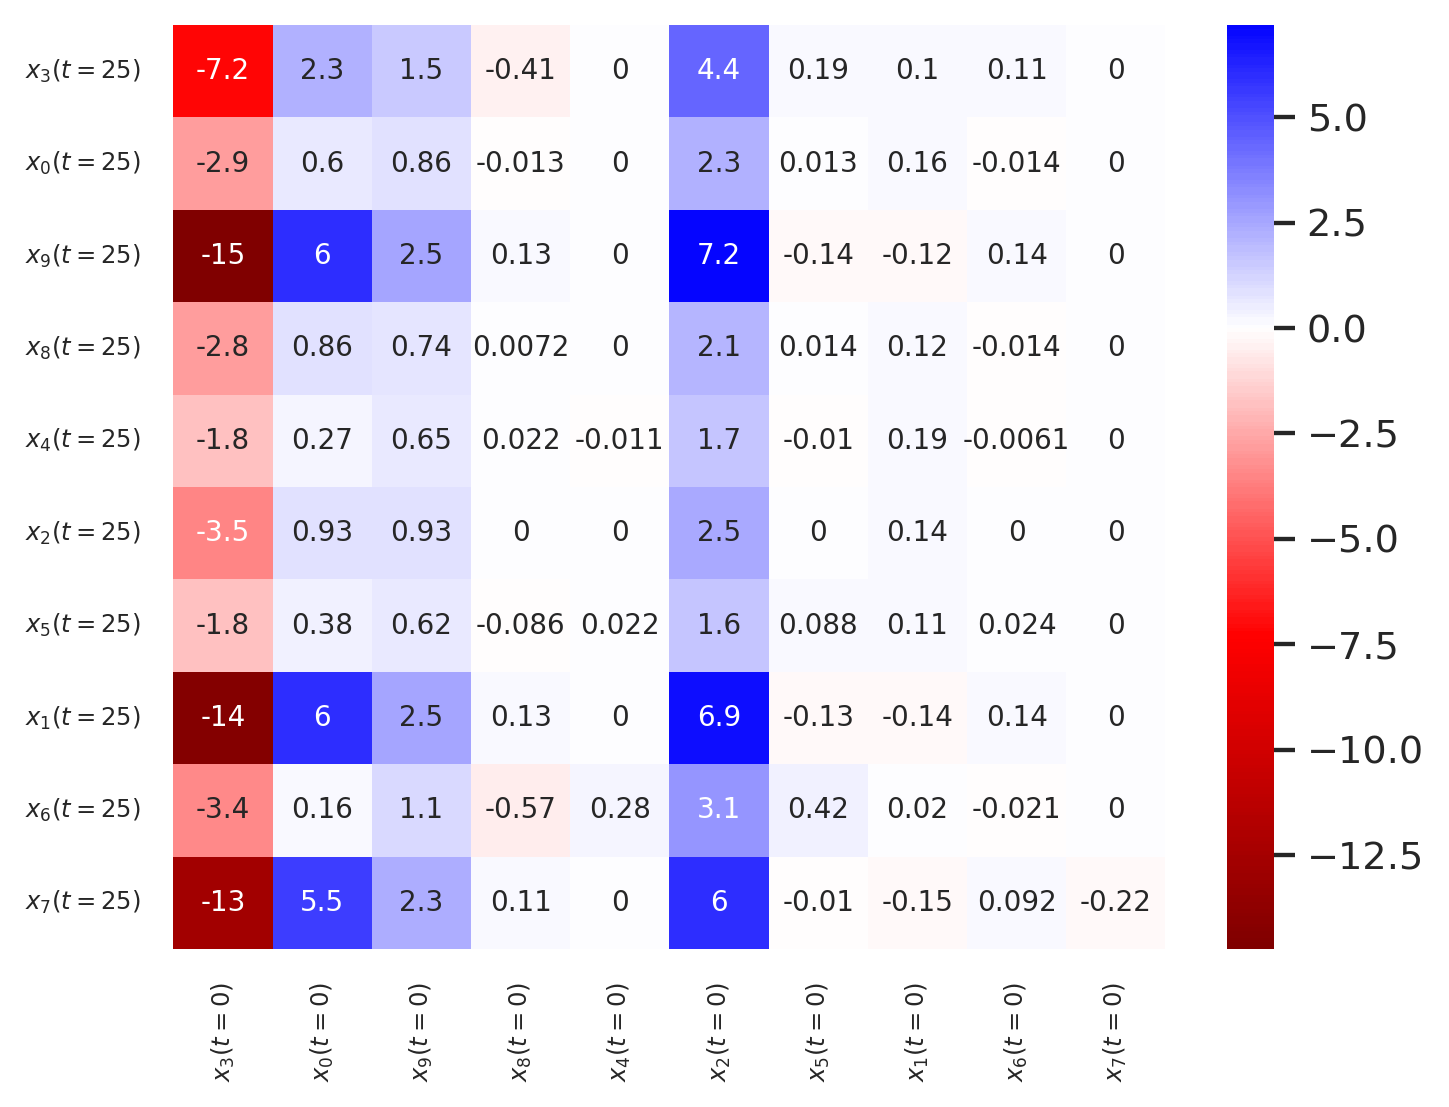 x₃(t = 25) -7.2 2.3 1.5 -0.41 0 4.4 0.19 0.1 0.11 0
x₀(t = 25) -2.9 0.6 0.86 -0.013 0 2.3 0.013 0.16 -0.014 0
x₉(t = 25) -15 6 2.5 0.13 0 7.2 -0.14 -0.12 0.14 0
x₈(t = 25) -2.8 0.86 0.74 0.0072 0 2.1 0.014 0.12 -0.014 0
x₄(t = 25) -1.8 0.27 0.65 0.022 -0.011 1.7 -0.01 0.19 -0.0061 0
x₂(t = 25) -3.5 0.93 0.93 0 0 2.5 0 0.14 0 0
x₅(t = 25) -1.8 0.38 0.62 -0.086 0.022 1.6 0.088 0.11 0.024 0
x₁(t = 25) -14 6 2.5 0.13 0 6.9 -0.13 -0.14 0.14 0
x₆(t = 25) -3.4 0.16 1.1 -0.57 0.28 3.1 0.42 0.02 -0.021 0
x₇(t = 25) -13 5.5 2.3 0.11 0 6 -0.01 -0.15 0.092 -0.22
x₃(t = 0)
x₀(t = 0)
x₉(t = 0)
x₈(t = 0)
x₄(t = 0)
x₂(t = 0)
x₅(t = 0)
x₁(t = 0)
x₆(t = 0)
x₇(t = 0)
5.0
2.5
0.0
−2.5
−5.0
−7.5
−10.0
−12.5